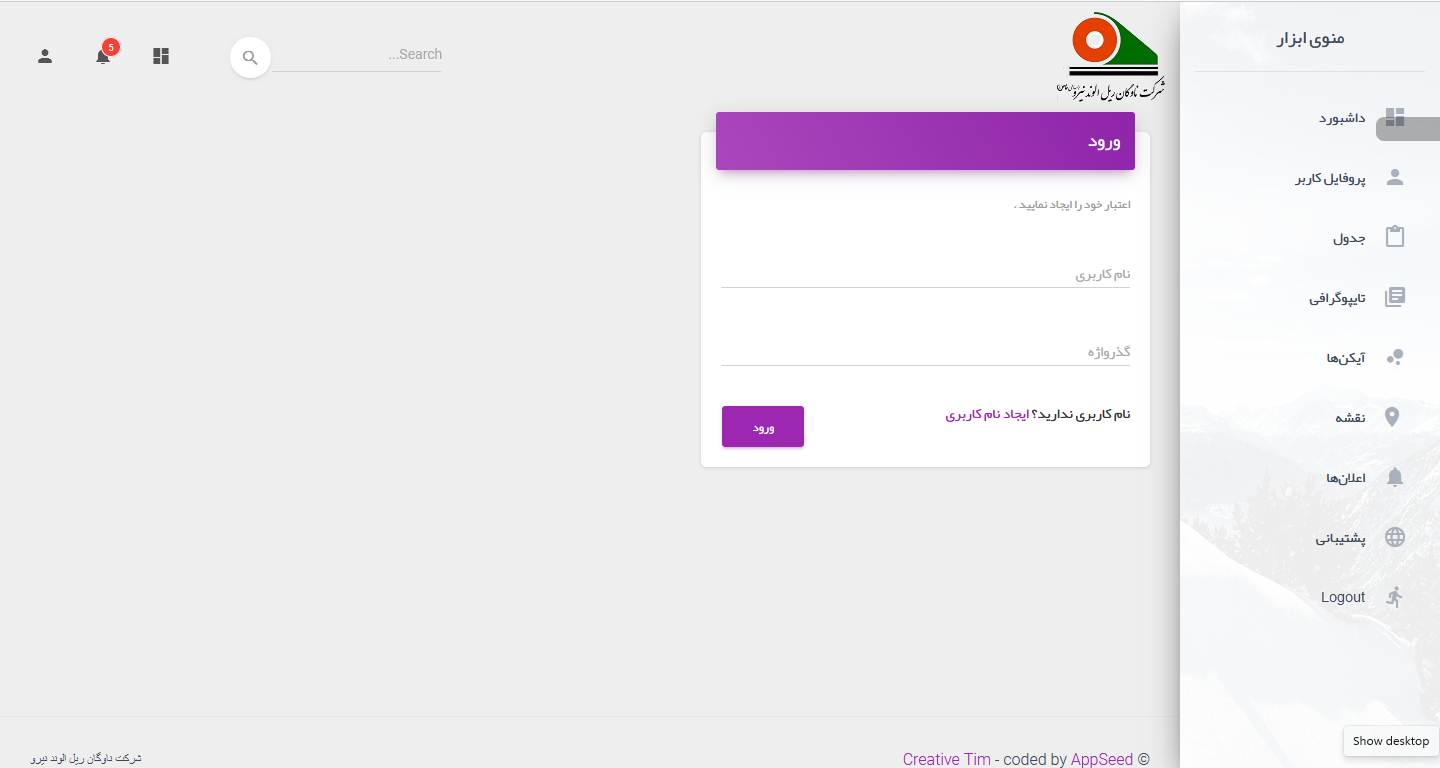 منوی ابزار
داشبورد
پروفایل کاربر
جدول
تایپوگرافی
آیکن‌ها
نقشه
اعلان‌ها
پشتیبانی
Logout
شرکت ناوگان ریل الوند نیرو
...Search
5
ورود
اعتبار خود را ایجاد نمایید .
نام کاربری
گذرواژه
نام کاربری ندارید؟ ایجاد نام کاربری
ورود
Creative Tim - coded by AppSeed ©
شرکت ناوگان ریل الوند نیرو
Show desktop